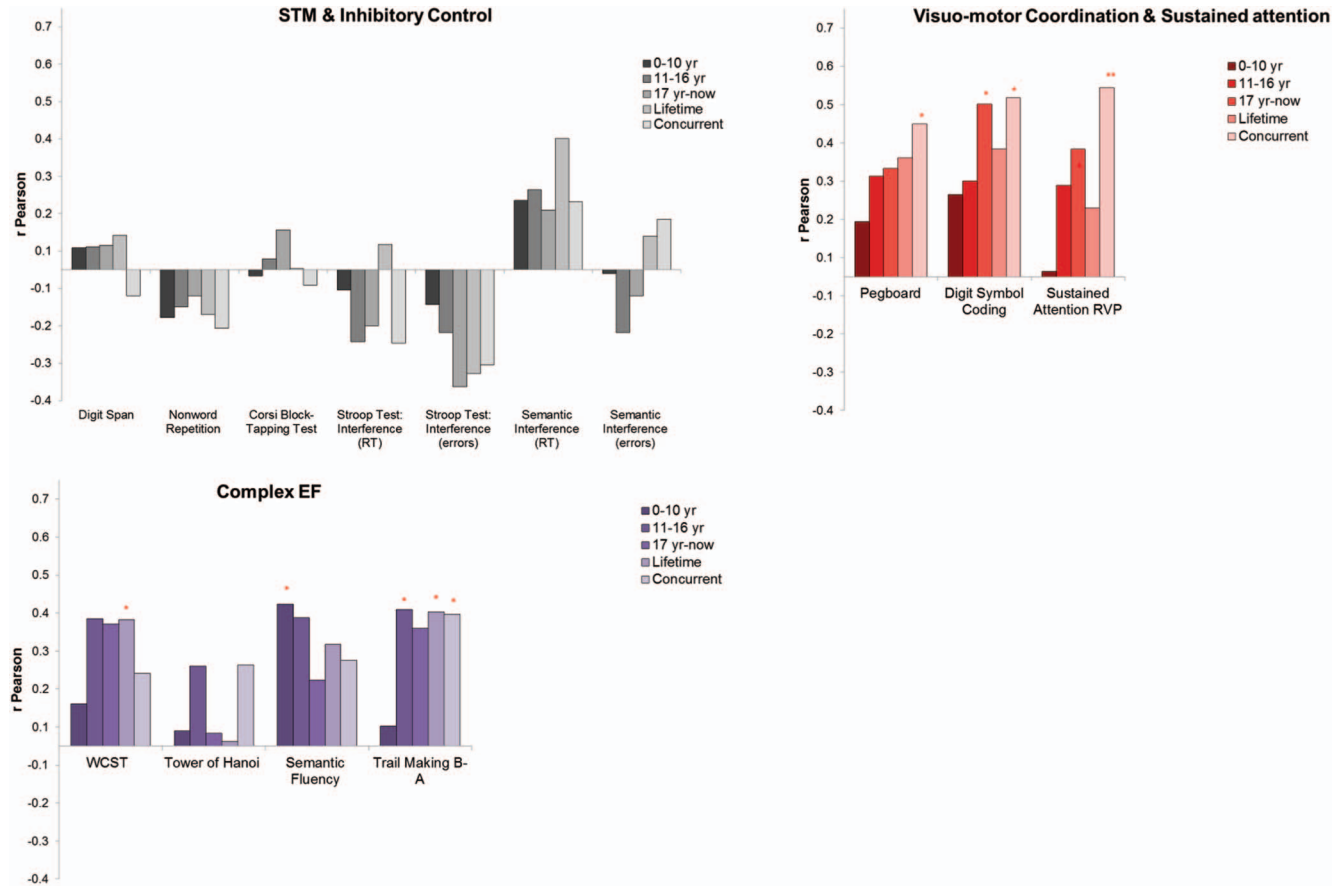 STM & Inhibitory Control
0.7
0.6
0.5
0.4
0.3
0.2
0.1
-0.1
-0.2
-0.3
-0.4
r Pearson
0-10 yr
11-16 yr
17 yr-now
Lifetime
Concurrent
Digit Span
Nonword
Repetition
Corsi Block-
Tapping Test
Stroop Test:
Interference
(RT)
Stroop Test:
Interference
(errors)
Semantic
Interference
(RT)
Semantic
Interference
(errors)
Visuo-motor Coordination & Sustained attention
0.7
0.6
0.5
0.4
0.3
0.2
0.1
-0.1
-0.2
-0.3
-0.4
r Pearson
0-10 yr
11-16 yr
17 yr-now
Lifetime
Concurrent
*
*
*
*
**
Pegboard
Digit Symbol
Coding
Sustained
Attention RVP
Complex EF
0.7
0.6
0.5
0.4
0.3
0.2
0.1
-0.1
-0.2
-0.3
-0.4
r Pearson
0-10 yr
11-16 yr
17 yr-now
Lifetime
Concurrent
*
*
*
*
*
WCST
Tower of Hanoi
Semantic
Fluency
Trail Making B-
A